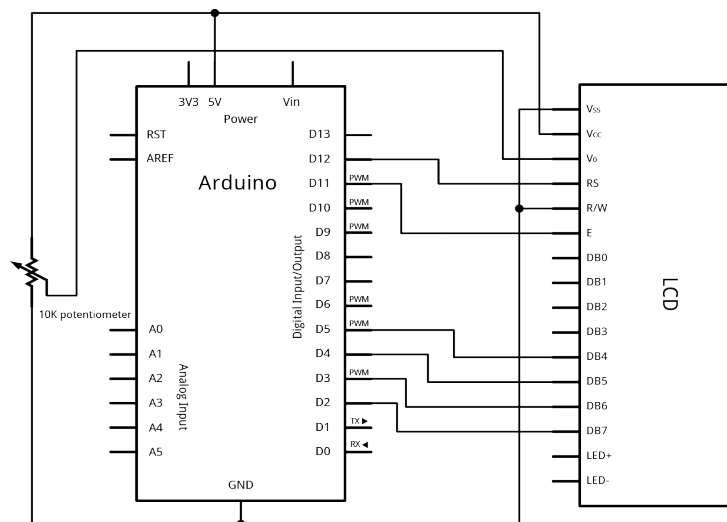 3V3 5V Vin
Power
RST
AREF
Arduino
10K potentiometer
A0
A1
A2
A3
A4
A5
Analog Input
GND
Digital Input/Output
D13
D12
D11 PWM
D10 PWM
D9 PWM
D8
D7
D6 PWM
D5 PWM
D4
D3 PWM
D2
D1 TX ▶
D0 RX ◀
Vss
Vcc
Vo
RS
R/W
E
DB0
DB1
DB2
DB3
DB4
DB5
DB6
DB7
LED+
LED-
LCD